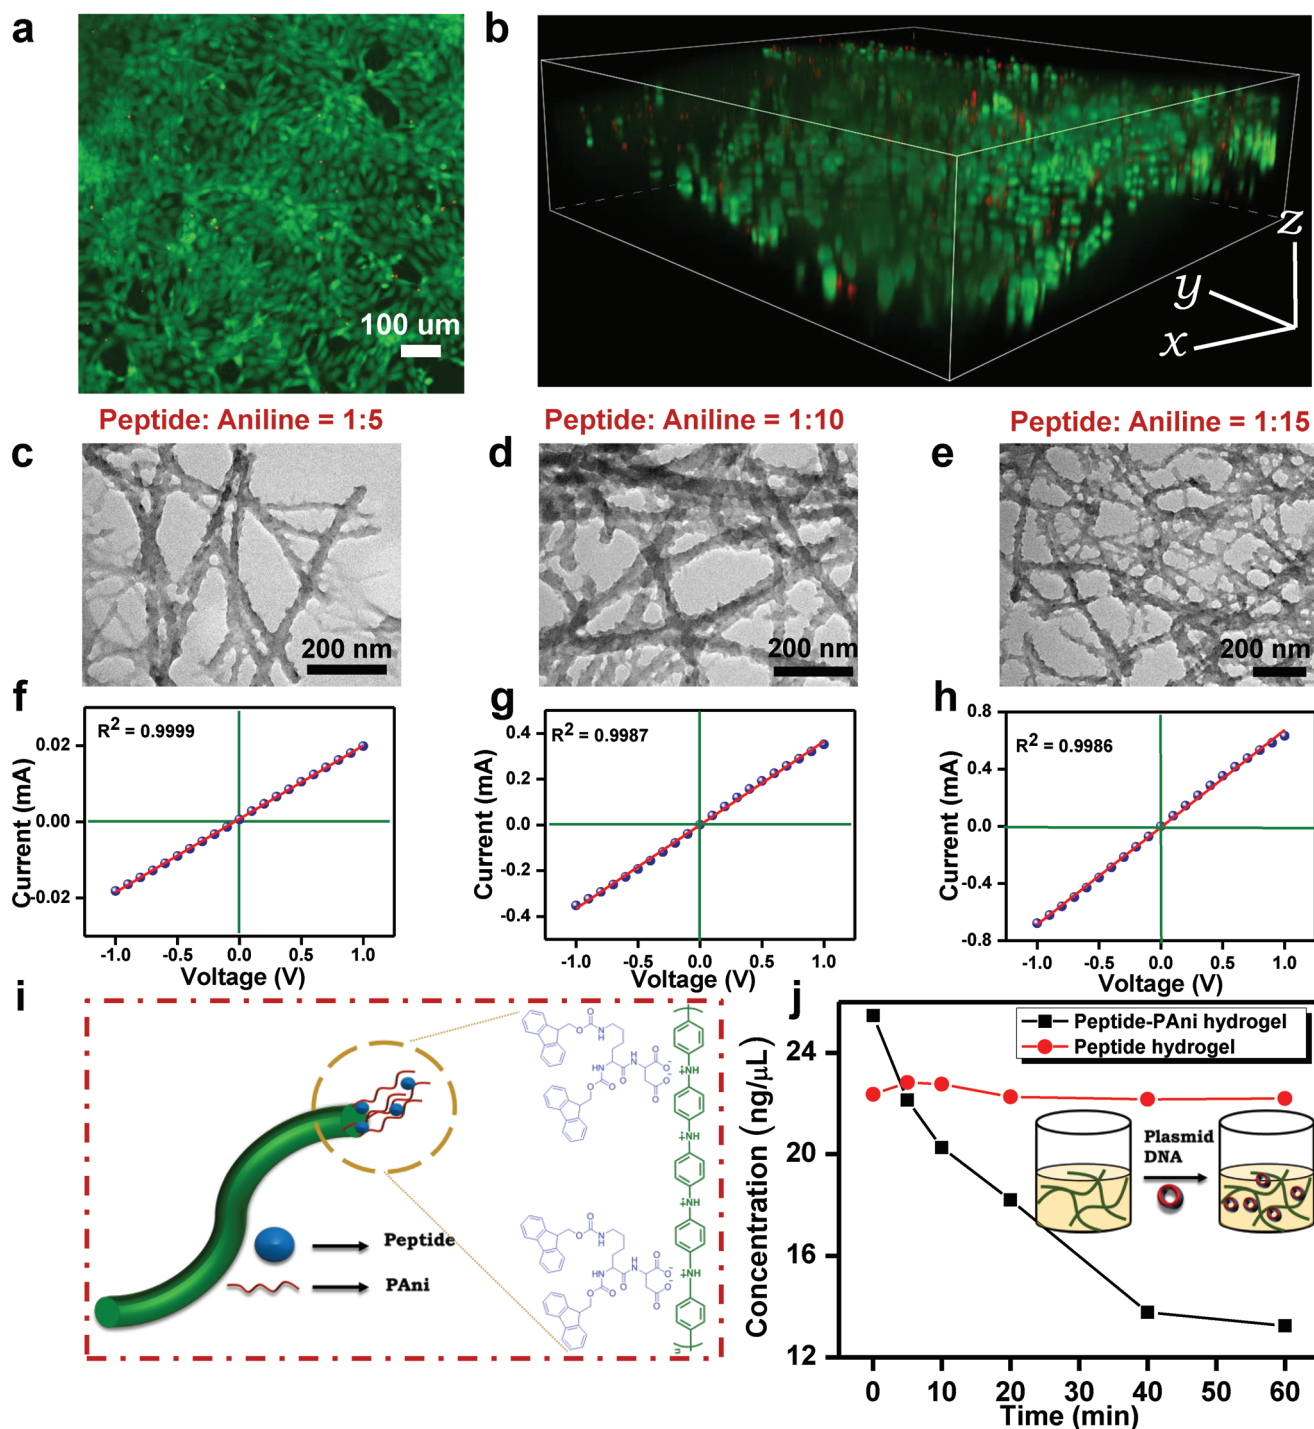 a
b
100 um
z
y
x
Peptide: Aniline = 1:5
Peptide: Aniline = 1:10
Peptide: Aniline = 1:15
c
d
e
200 nm
200 nm
200 nm
f
g
h
R² = 0.9999
R² = 0.9987
R² = 0.9986
Current (mA)
0.02
0.00
-0.02
-1.0 -0.5 0.0 0.5 1.0
Voltage (V)
Current (mA)
0.4
0.2
0.0
-0.2
-0.4
-1.0 -0.5 0.0 0.5 1.0
Voltage (V)
Current (mA)
0.8
0.4
0.0
-0.4
-0.8
-1.0 -0.5 0.0 0.5 1.0
Voltage (V)
i
Peptide
PAni
j
Peptide-PAni hydrogel
Peptide hydrogel
Plasmid
DNA
Concentration (ng/μL)
24
20
16
12
0 10 20 30 40 50 60
Time (min)